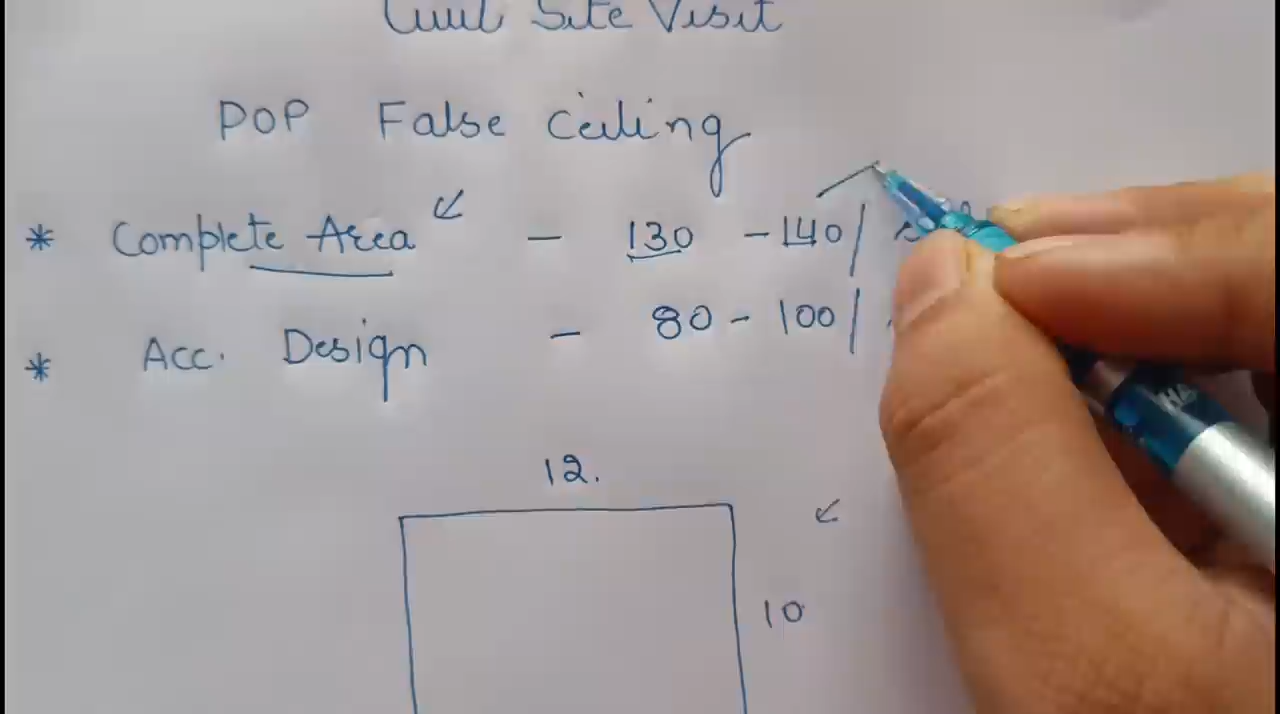 Civil Site Visit
POP False Ceiling
* Complete Area - 130 - 140/
* Acc. Design - 80 - 100/
12.
10